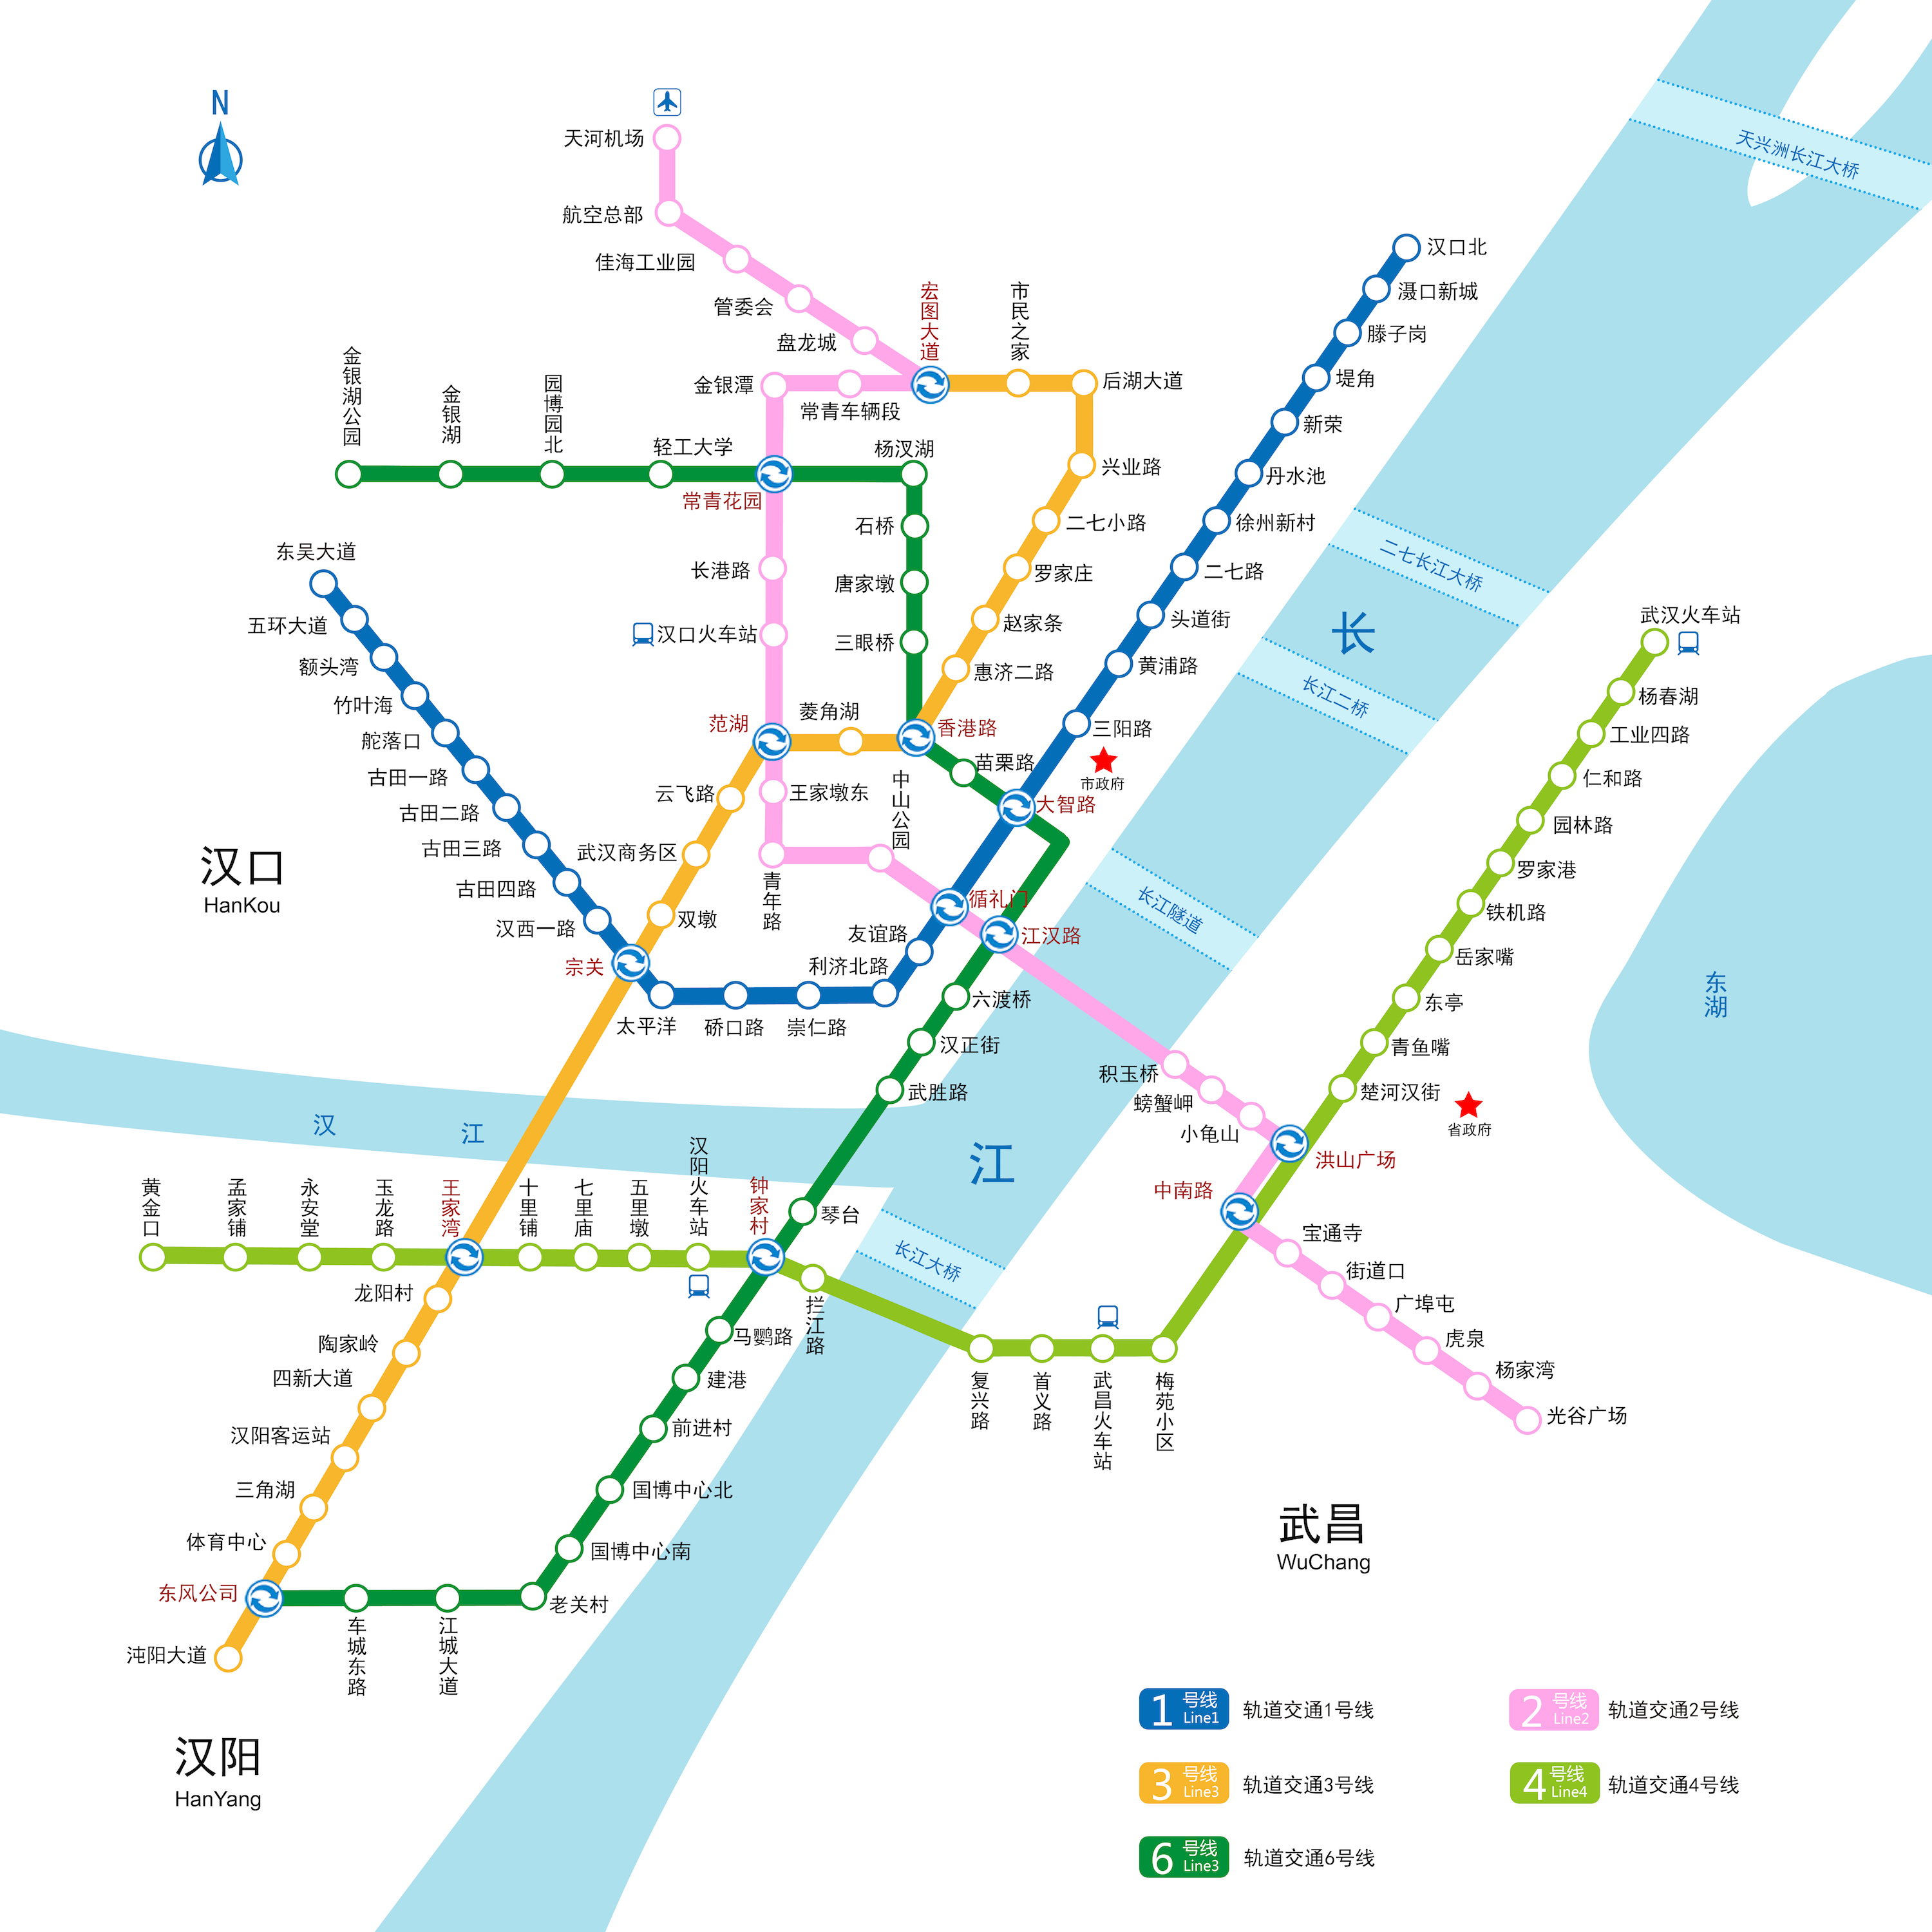 N
天河机场
航空总部
佳海工业园
管委会
盘龙城
宏图大道
市民之家
后湖大道
金银潭
常青车辆段
金银湖公园
金银湖
园博园北
轻工大学
常青花园
杨汊湖
石桥
唐家墩
三眼桥
兴业路
二七小路
罗家庄
赵家条
惠济二路
香港路
长港路
汉口火车站
范湖
菱角湖
苗栗路
大智路
云飞路
王家墩东
中山公园
武汉商务区
青年路
双墩
循礼门
江汉路
友谊路
利济北路
宗关
太平洋
硚口路
崇仁路
六渡桥
汉正街
武胜路
东吴大道
五环大道
额头湾
竹叶海
舵落口
古田一路
古田二路
古田三路
古田四路
汉西一路
汉口北
滠口新城
滕子岗
堤角
新荣
丹水池
徐州新村
二七路
头道街
黄浦路
三阳路
市政府
天兴洲长江大桥
二七长江大桥
长江二桥
长江隧道
长江大桥
长
江
汉
江
东湖
汉口
HanKou
武汉火车站
杨春湖
工业四路
仁和路
园林路
罗家港
铁机路
岳家嘴
东亭
青鱼嘴
楚河汉街
省政府
洪山广场
中南路
积玉桥
螃蟹岬
小龟山
宝通寺
街道口
广埠屯
虎泉
杨家湾
光谷广场
黄金口
孟家铺
永安堂
玉龙路
王家湾
十里铺
七里庙
五里墩
汉阳火车站
钟家村
琴台
拦江路
复兴路
首义路
武昌火车站
梅苑小区
龙阳村
陶家岭
四新大道
汉阳客运站
三角湖
体育中心
东风公司
沌阳大道
车城东路
江城大道
老关村
国博中心南
国博中心北
前进村
建港
马鹦路
武昌
WuChang
汉阳
HanYang
1 号线 Line1 轨道交通1号线
2 号线 Line2 轨道交通2号线
3 号线 Line3 轨道交通3号线
4 号线 Line4 轨道交通4号线
6 号线 Line3 轨道交通6号线